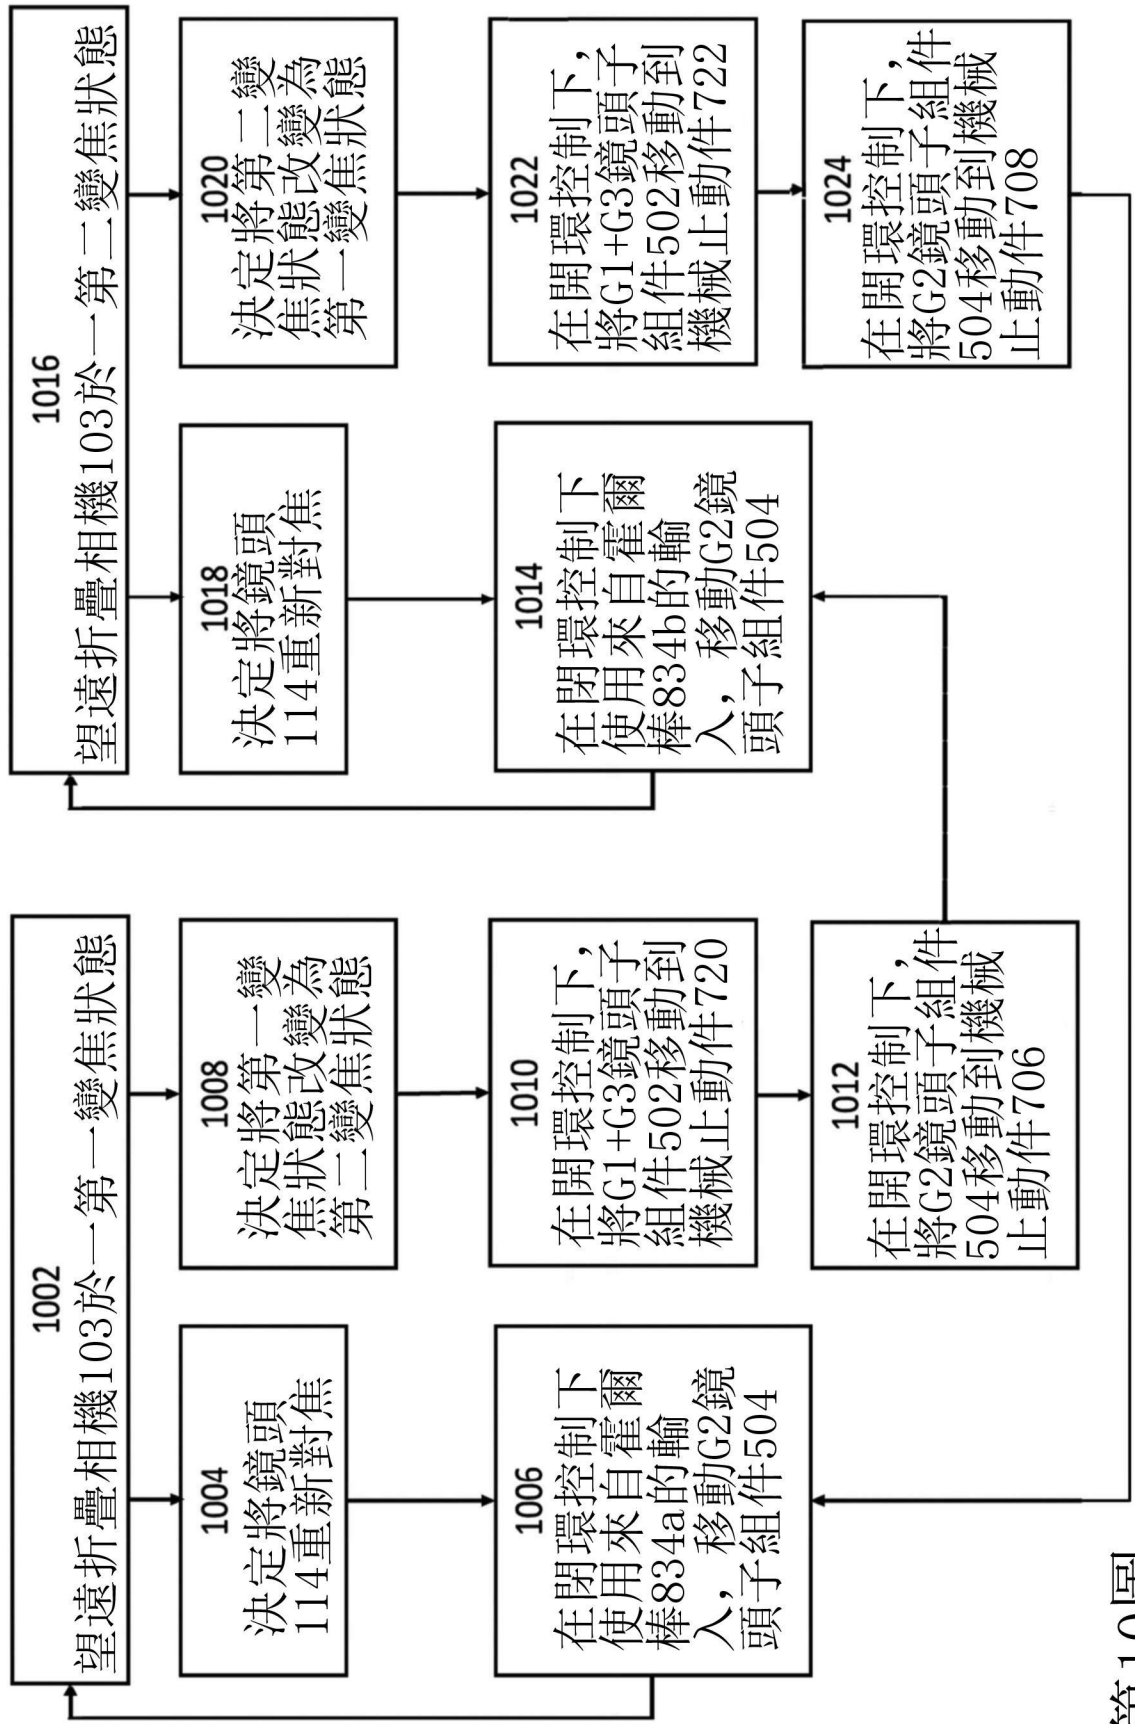 1002
望遠折疊相機103於一第一變焦狀態
1004
決定將鏡頭
114重新對焦
1006
在閉環控制下
使用夾自霍爾
棒834a的輸
入，移動G2鏡
頭子組件504
1008
決定將第一變
焦狀態改變為
第二變焦狀態
1010
在開環控制下，
將G1+G3鏡頭子
組件502移動到
機械止動件720
1012
在開環控制下，
將G2鏡頭子組件
504移動到機械
止動件706
1016
望遠折疊相機103於一第二變焦狀態
1018
決定將鏡頭
114重新對焦
1014
在閉環控制下
使用夾自霍爾
棒834b的輸
入，移動G2鏡
頭子組件504
1020
決定將第二變
焦狀態改變為
第一變焦狀態
1022
在開環控制下，
將G1+G3鏡頭子
組件502移動到
機械止動件722
1024
在開環控制下，
將G2鏡頭子組件
504移動到機械
止動件708
第10圖